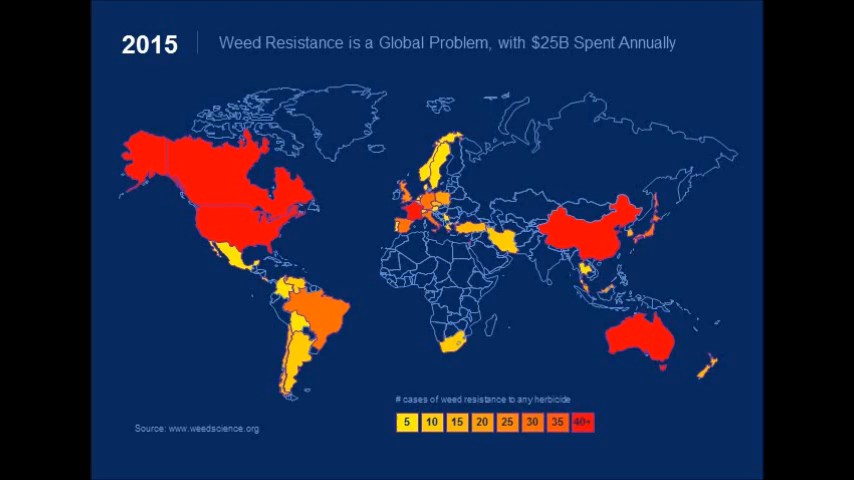 2015
Weed Resistance is a Global Problem, with $25B Spent Annually
# cases of weed resistance to any herbicide
5 10 15 20 25 30 35 40+
Source: www.weedscience.org